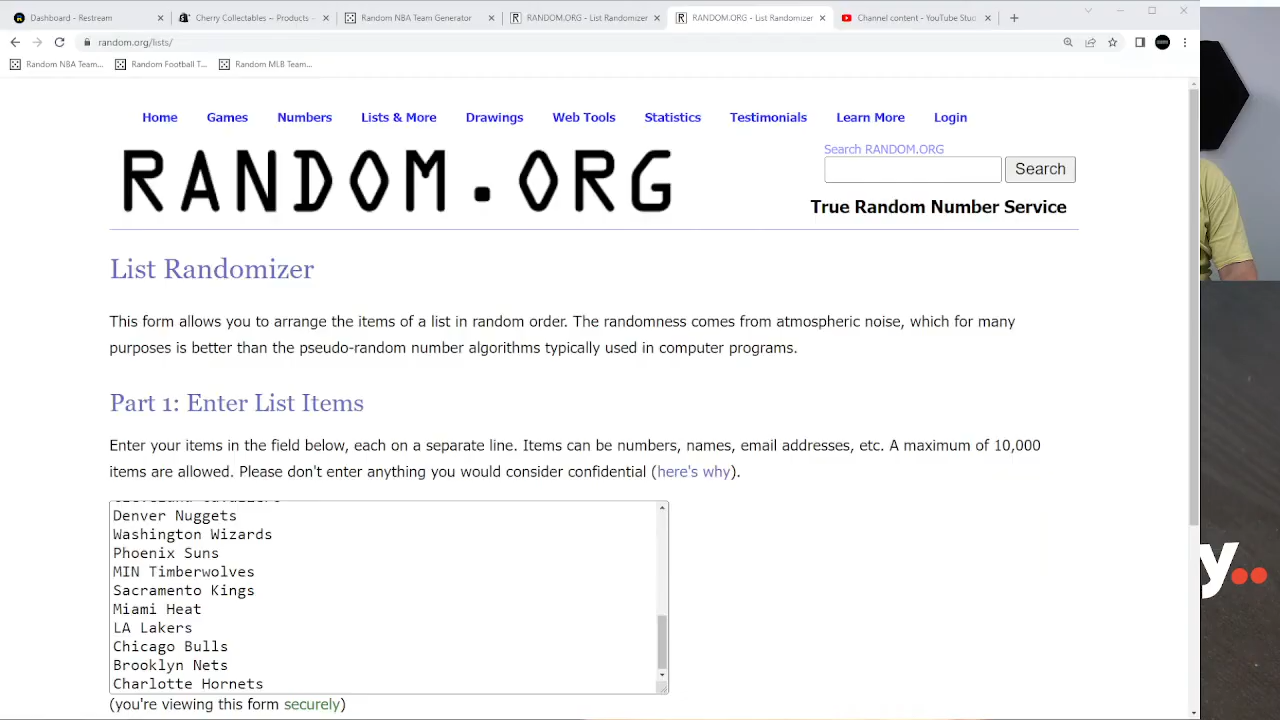 Dashboard - Restream
Cherry Collectables ~ Products -
Random NBA Team Generator
RANDOM.ORG - List Randomizer
RANDOM.ORG - List Randomizer
Channel content - YouTube Stud
random.org/lists/
Random NBA Team...
Random Football T...
Random MLB Team...
Home
Games
Numbers
Lists & More
Drawings
Web Tools
Statistics
Testimonials
Learn More
Login
RANDOM.ORG
Search RANDOM.ORG
Search
True Random Number Service
List Randomizer
This form allows you to arrange the items of a list in random order. The randomness comes from atmospheric noise, which for many
purposes is better than the pseudo-random number algorithms typically used in computer programs.
Part 1: Enter List Items
Enter your items in the field below, each on a separate line. Items can be numbers, names, email addresses, etc. A maximum of 10,000
items are allowed. Please don't enter anything you would consider confidential (here's why).
Denver Nuggets
Washington Wizards
Phoenix Suns
MIN Timberwolves
Sacramento Kings
Miami Heat
LA Lakers
Chicago Bulls
Brooklyn Nets
Charlotte Hornets
(you're viewing this form securely)
y..